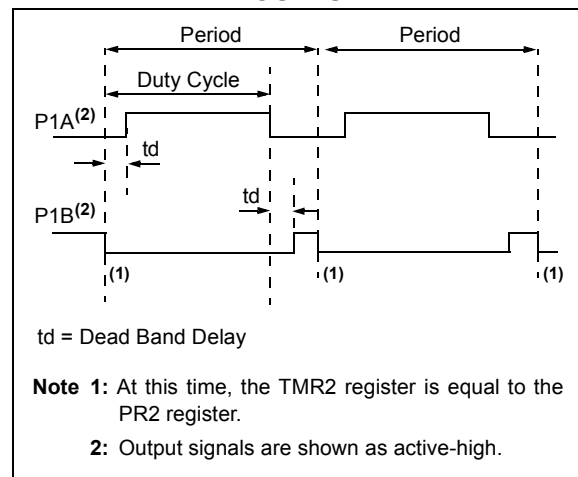 Period Period
Duty Cycle
P1A(2)
td
td
P1B(2)
(1) (1) (1)
td = Dead Band Delay
Note 1: At this time, the TMR2 register is equal to the
PR2 register.
2: Output signals are shown as active-high.